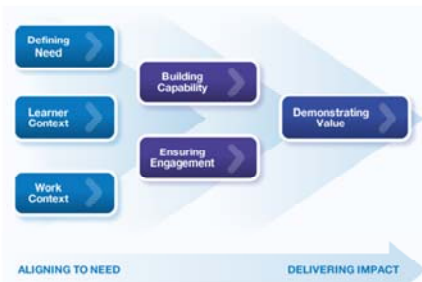 Defining
Need
Building
Capability
Learner
Context
Demonstrating
Value
Ensuring
Engagement
Work
Context
ALIGNING TO NEED
DELIVERING IMPACT